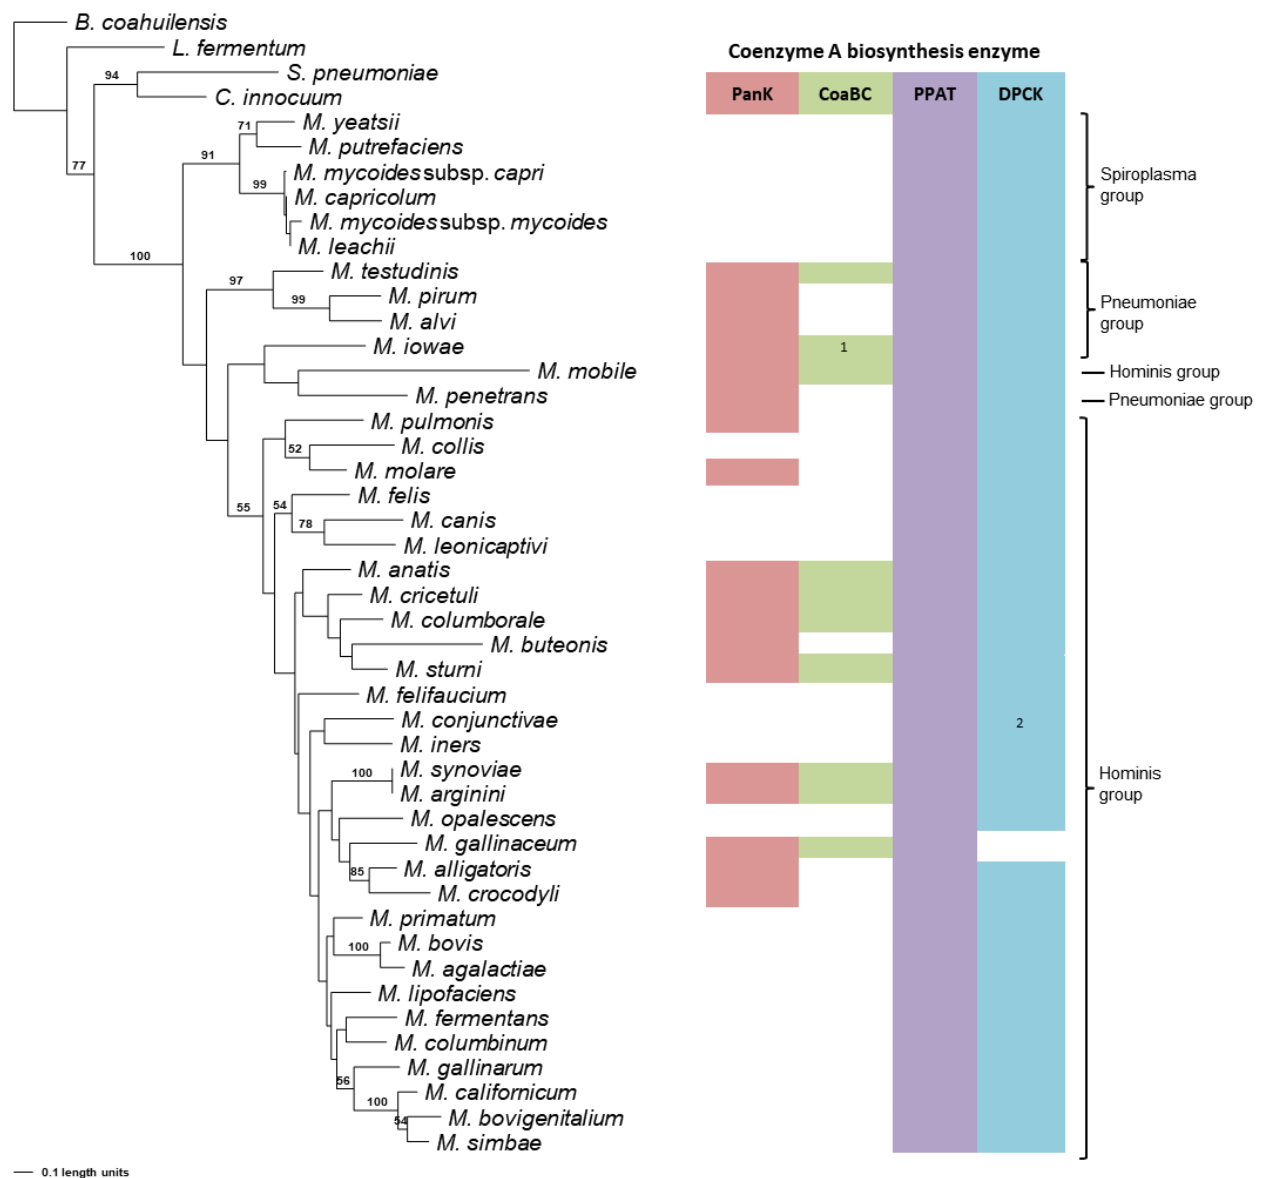 B. coahuilensis
L. fermentum
Coenzyme A biosynthesis enzyme
94
S. pneumoniae
C. innocuum
PanK CoaBC PPAT DPCK
71
M. yeatsii
M. putrefaciens
91
77
M. mycoides subsp. capri
Spiroplasma
group
99
M. capricolum
M. mycoides subsp. mycoides
M. leachii
100
M. testudinis
97
M. pirum
99
Pneumoniae
group
M. alvi
M. iowae
1
M. mobile
Hominis group
M. penetrans
Pneumoniae group
M. pulmonis
52
M. collis
M. molare
M. felis
55
54
78
M. canis
M. leonicaptivi
M. anatis
M. cricetuli
M. columborale
M. buteonis
M. sturni
M. felifaucium
M. conjunctivae
2
M. iners
100
M. synoviae
Hominis
group
M. arginini
M. opalescens
M. gallinaceum
85
M. alligatoris
M. crocodyli
M. primatum
100
M. bovis
M. agalactiae
M. lipofaciens
M. fermentans
M. columbinum
M. gallinarum
56
M. californicum
100
54
M. bovigenitalium
M. simbae
0.1 length units